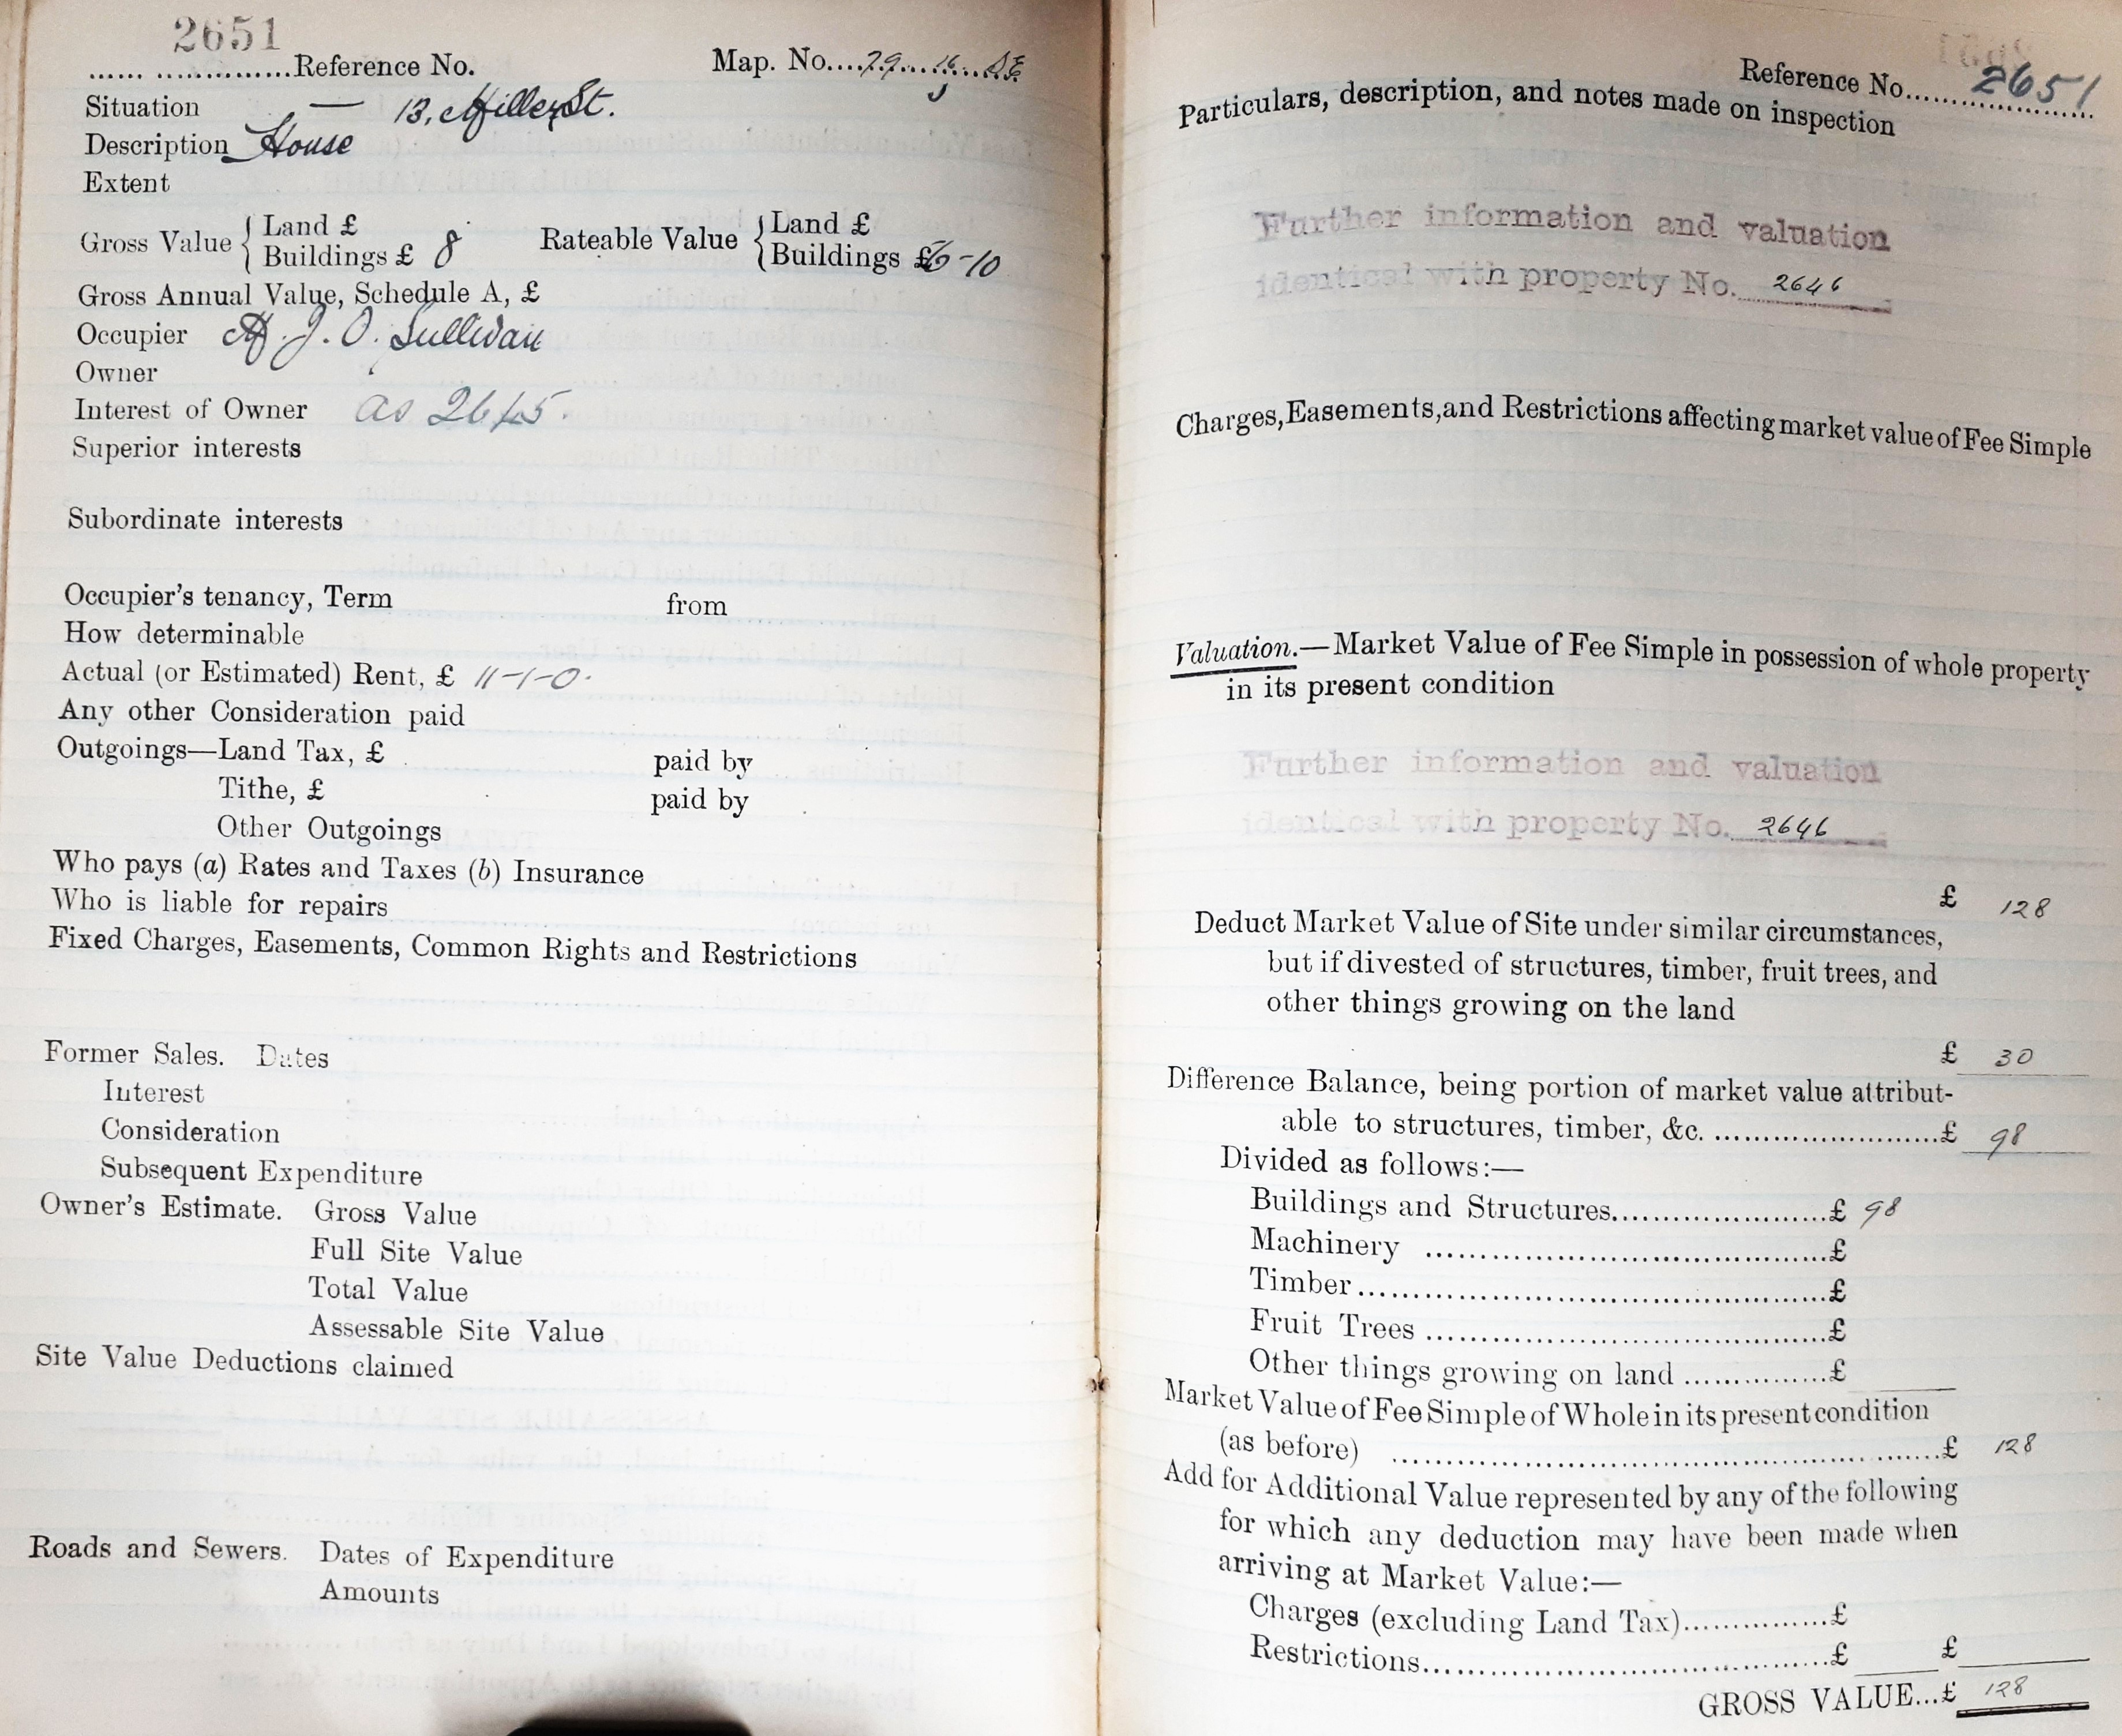 2651
.....................Reference No. Map. No....79....16....SE
Situation — 13, Miller St.
Description House
Extent
Gross Value { Land £ Rateable Value { Land £
Buildings £ 8 Buildings £ 6-10
Gross Annual Value, Schedule A, £
Occupier J. O. Sullivan
Owner
Interest of Owner as 2645.
Superior interests
Subordinate interests
Occupier's tenancy, Term from
How determinable
Actual (or Estimated) Rent, £ 11-1-0.
Any other Consideration paid
Outgoings—Land Tax, £ paid by
Tithe, £ paid by
Other Outgoings
Who pays (a) Rates and Taxes (b) Insurance
Who is liable for repairs
Fixed Charges, Easements, Common Rights and Restrictions
Former Sales. Dates
Interest
Consideration
Subsequent Expenditure
Owner's Estimate. Gross Value
Full Site Value
Total Value
Assessable Site Value
Site Value Deductions claimed
Roads and Sewers. Dates of Expenditure
Amounts
Reference No. 2651
Particulars, description, and notes made on inspection
Further information and valuation
identical with property No. 2646
Charges, Easements, and Restrictions affecting market value of Fee Simple
Valuation.—Market Value of Fee Simple in possession of whole property
in its present condition
Further information and valuation
identical with property No. 2646
£ 128
Deduct Market Value of Site under similar circumstances,
but if divested of structures, timber, fruit trees, and
other things growing on the land
£ 30
Difference Balance, being portion of market value attribut-
able to structures, timber, &c. ............................£ 98
Divided as follows:—
Buildings and Structures.......................£ 98
Machinery ...........................................£
Timber..................................................£
Fruit Trees ...........................................£
Other things growing on land ...............£
Market Value of Fee Simple of Whole in its present condition
(as before) ..........................................................£ 128
Add for Additional Value represented by any of the following
for which any deduction may have been made when
arriving at Market Value:—
Charges (excluding Land Tax)...............£
Restrictions...........................................£ £
GROSS VALUE...£ 128